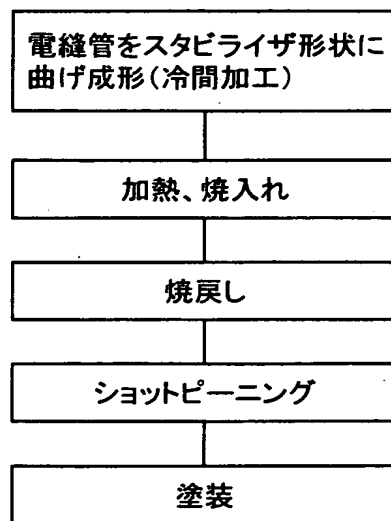 電縫管をスタビライザ形状に
曲げ成形(冷間加工)
加熱、焼入れ
焼戻し
ショットピーニング
塗装